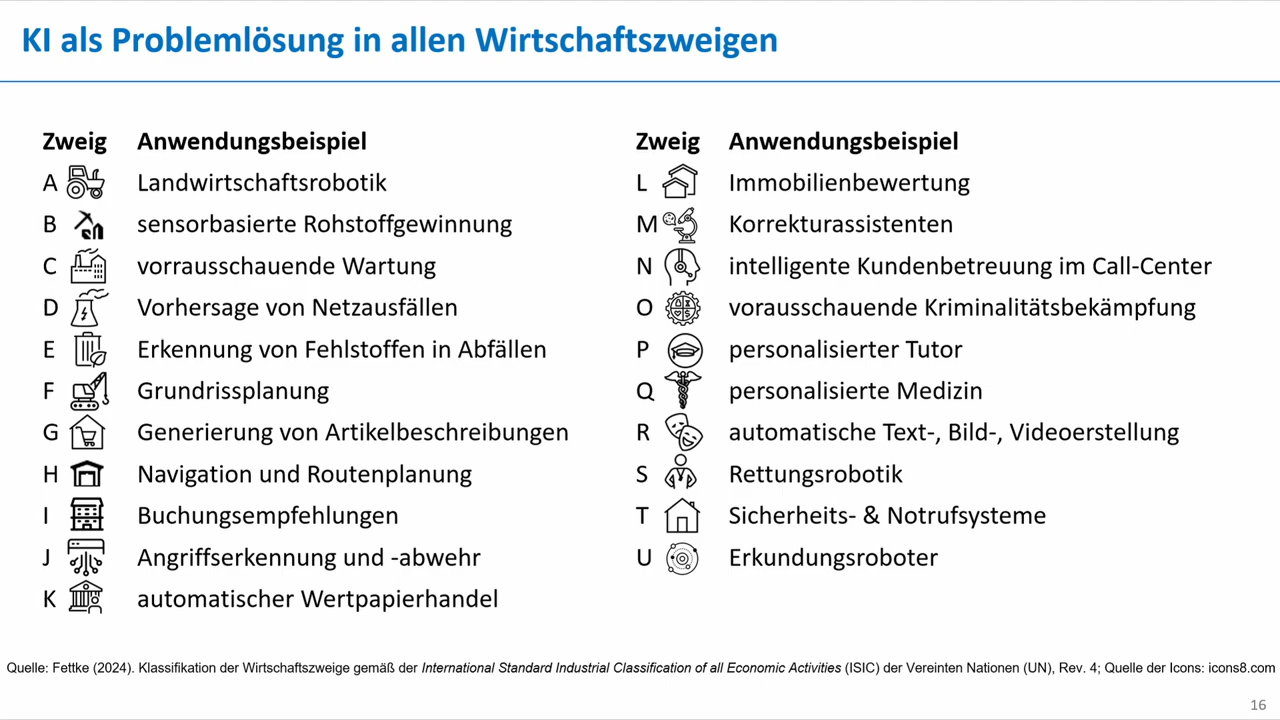 KI als Problemlösung in allen Wirtschaftszweigen
Zweig Anwendungsbeispiel
A Landwirtschaftsrobotik
B sensorbasierte Rohstoffgewinnung
C vorrausschauende Wartung
D Vorhersage von Netzausfällen
E Erkennung von Fehlstoffen in Abfällen
F Grundrissplanung
G Generierung von Artikelbeschreibungen
H Navigation und Routenplanung
I Buchungsempfehlungen
J Angriffserkennung und -abwehr
K automatischer Wertpapierhandel
Zweig Anwendungsbeispiel
L Immobilienbewertung
M Korrekturassistenten
N intelligente Kundenbetreuung im Call-Center
O vorausschauende Kriminalitätsbekämpfung
P personalisierter Tutor
Q personalisierte Medizin
R automatische Text-, Bild-, Videoerstellung
S Rettungsrobotik
T Sicherheits- & Notrufsysteme
U Erkundungsroboter
Quelle: Fettke (2024). Klassifikation der Wirtschaftszweige gemäß der International Standard Industrial Classification of all Economic Activities (ISIC) der Vereinten Nationen (UN), Rev. 4; Quelle der Icons: icons8.com
16